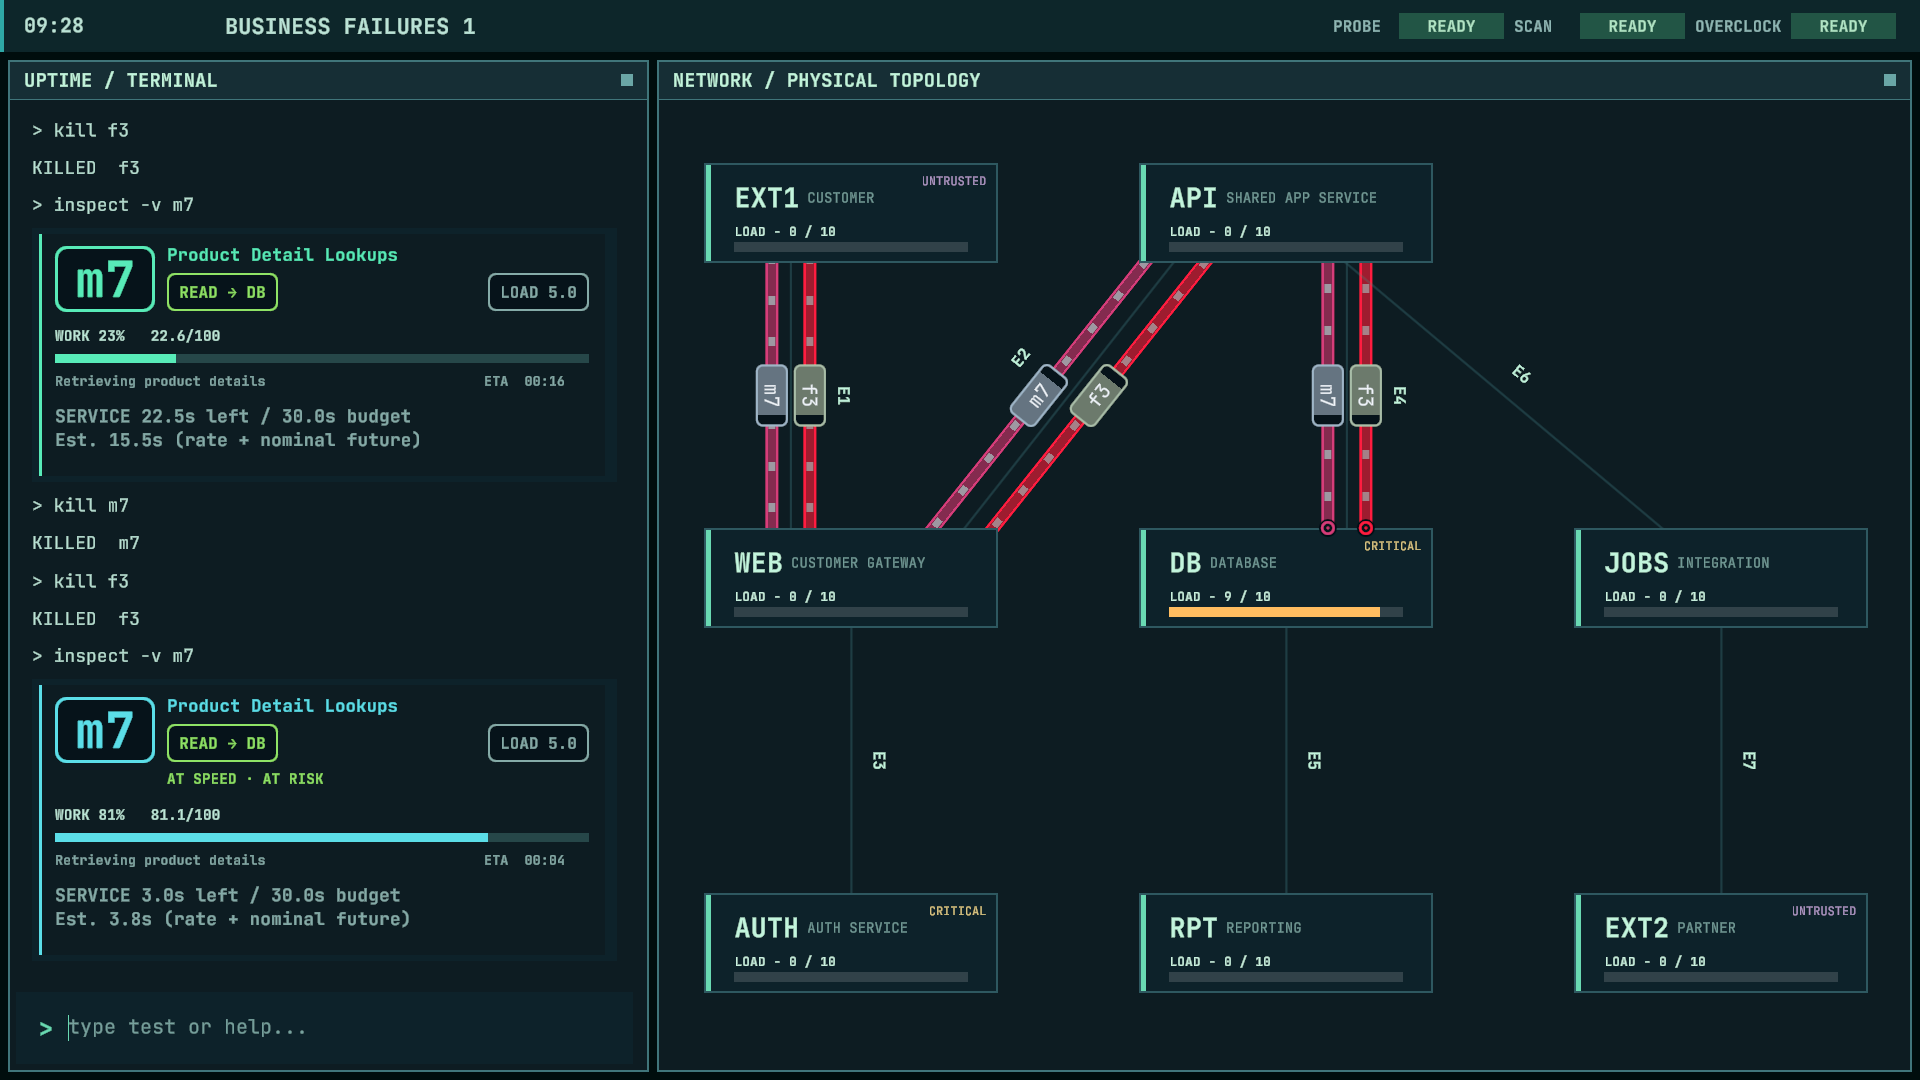 09:28
BUSINESS FAILURES 1
PROBE READY SCAN READY OVERCLOCK READY
UPTIME / TERMINAL
> kill f3
KILLED f3
> inspect -v m7
m7
Product Detail Lookups
READ → DB
LOAD 5.0
WORK 23% 22.6/100
Retrieving product details ETA 00:16
SERVICE 22.5s left / 30.0s budget
Est. 15.5s (rate + nominal future)
> kill m7
KILLED m7
> kill f3
KILLED f3
> inspect -v m7
m7
Product Detail Lookups
READ → DB
LOAD 5.0
AT SPEED · AT RISK
WORK 81% 81.1/100
Retrieving product details ETA 00:04
SERVICE 3.0s left / 30.0s budget
Est. 3.8s (rate + nominal future)
> type test or help...
NETWORK / PHYSICAL TOPOLOGY
UNTRUSTED
EXT1 CUSTOMER
LOAD - 0 / 10
API SHARED APP SERVICE
LOAD - 0 / 10
m7
f3
E1
E2
m7
f3
m7
f3
E4
E6
WEB CUSTOMER GATEWAY
LOAD - 0 / 10
CRITICAL
DB DATABASE
LOAD - 9 / 10
JOBS INTEGRATION
LOAD - 0 / 10
E3
E5
E7
CRITICAL
AUTH AUTH SERVICE
LOAD - 0 / 10
RPT REPORTING
LOAD - 0 / 10
UNTRUSTED
EXT2 PARTNER
LOAD - 0 / 10